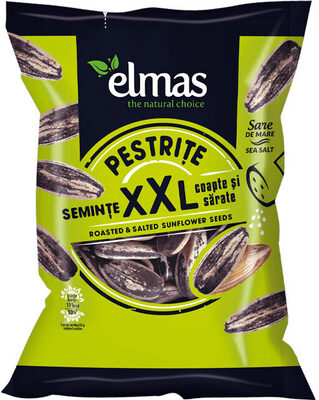 elmas
the natural choice
Sare
DE MARE
SEA SALT
PESTRIȚE
SEMINȚE XXL coapte și sărate
ROASTED & SALTED SUNFLOWER SEEDS